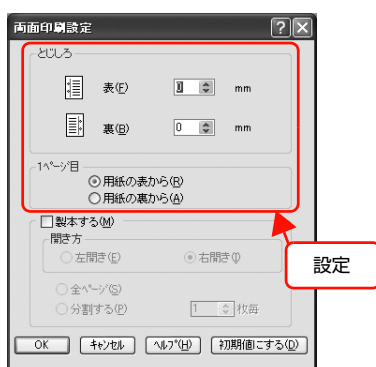 両面印刷設定
とじしろ
表(F) 0 mm
裏(B) 0 mm
1ページ目
用紙の表から(R)
用紙の裏から(A)
製本する(M)
開き方
左開き(E) 右開き(I)
全ページ(S)
分割する(P) 1 枚毎
設定
OK キャンセル ヘルプ(H) 初期値にする(D)